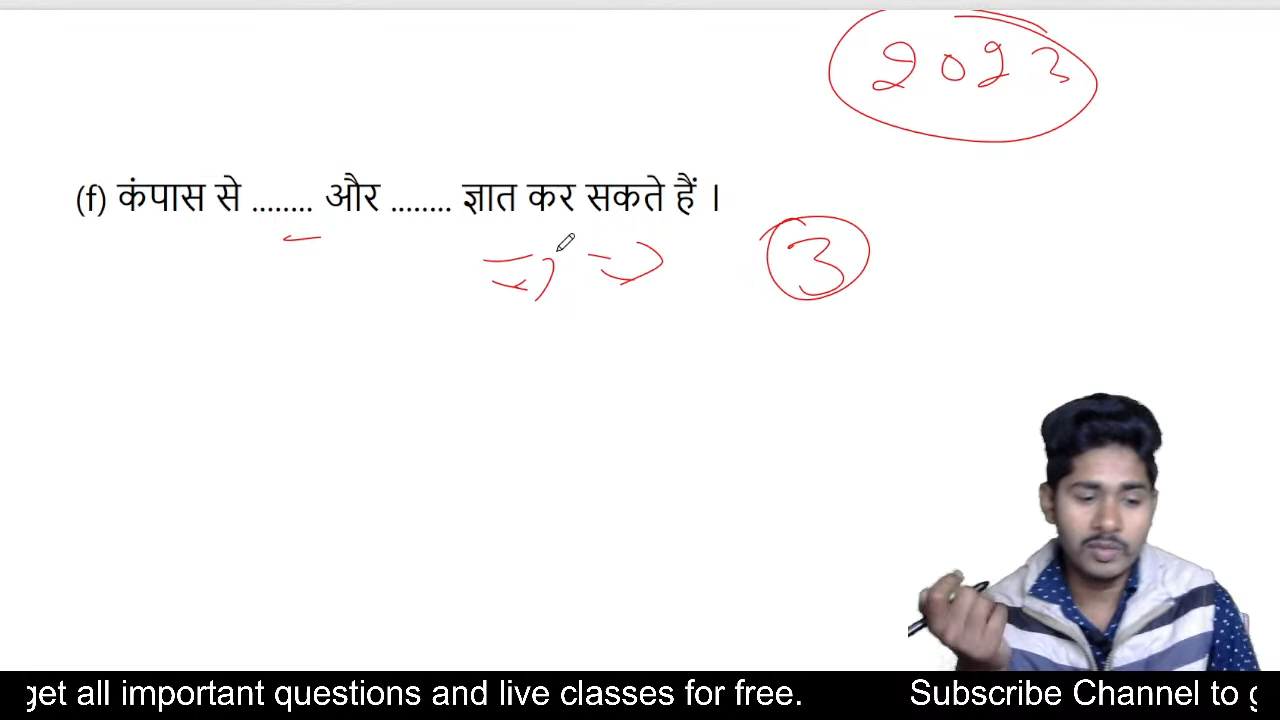 2023
(f) कंपास से ........ और ........ ज्ञात कर सकते हैं ।
3
get all important questions and live classes for free. Subscribe Channel to g